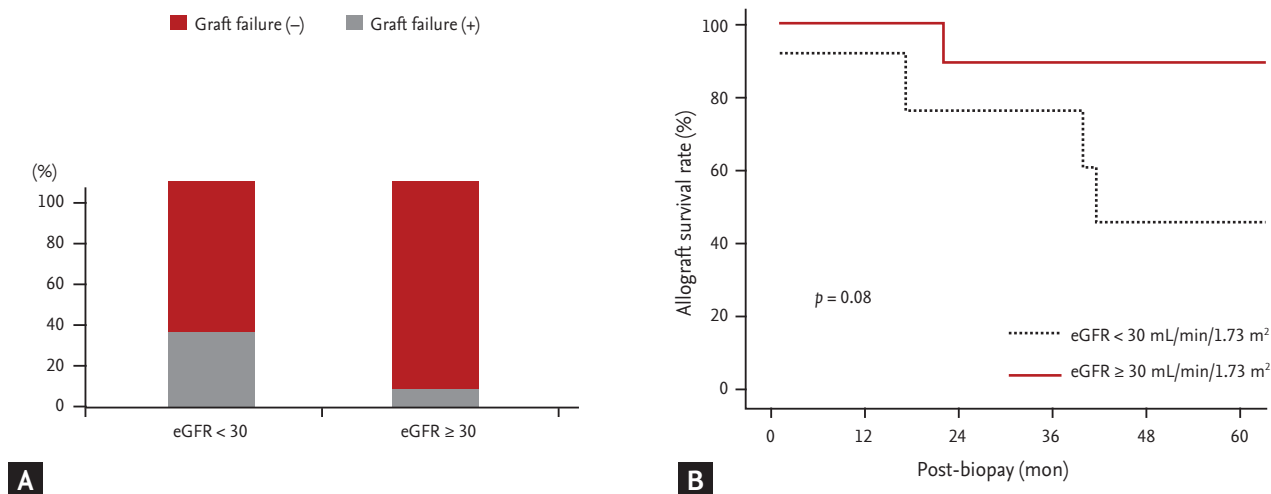 Graft failure (–) Graft failure (+)
(%)
100
80
60
40
20
0
eGFR < 30 eGFR ≥ 30
A
Allograft survival rate (%)
100
80
60
40
20
0
p = 0.08
eGFR < 30 mL/min/1.73 m²
eGFR ≥ 30 mL/min/1.73 m²
0 12 24 36 48 60
Post-biopay (mon)
B